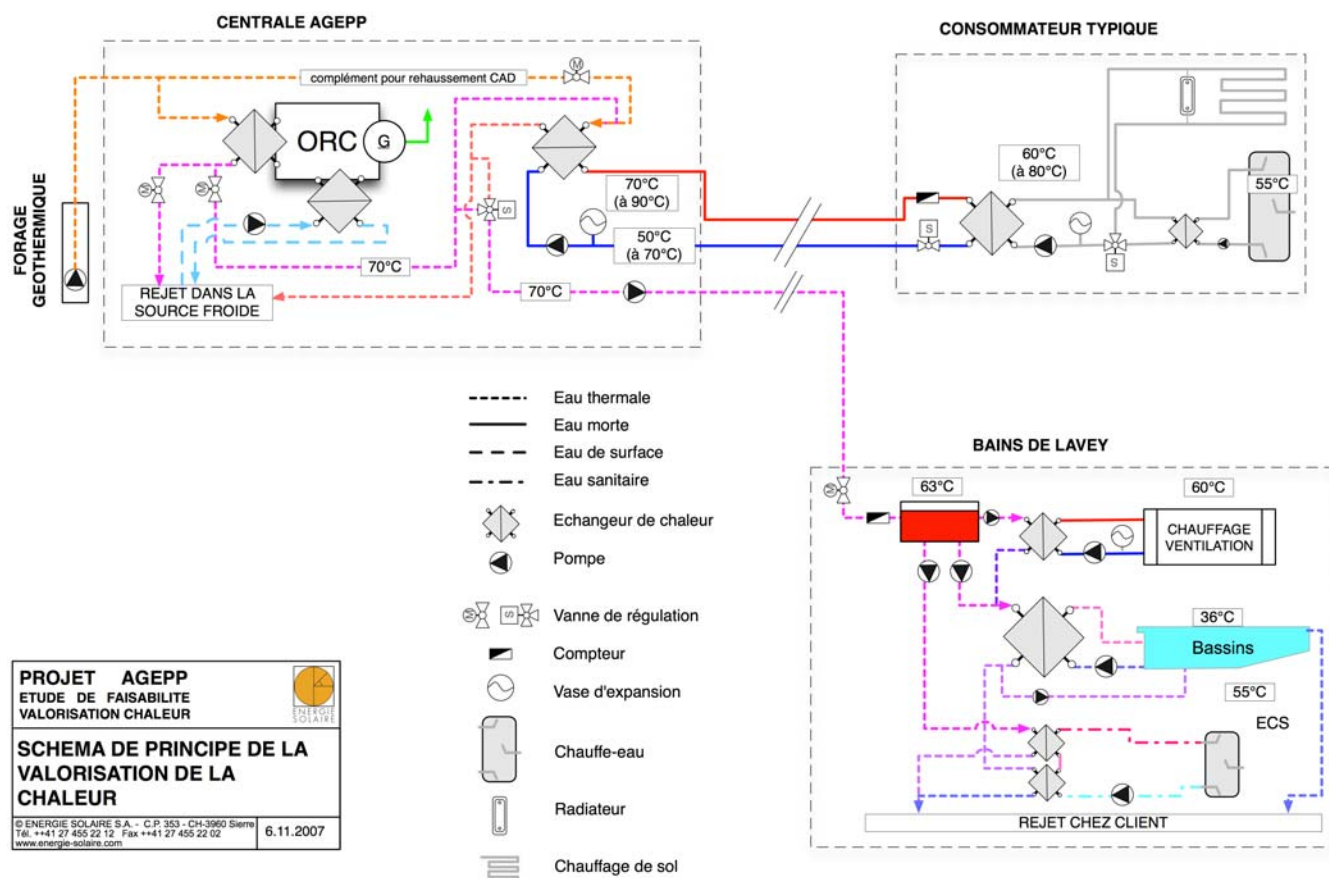 CENTRALE AGEPP
CONSOMMATEUR TYPIQUE
complément pour rehaussement CAD
M
ORC
G
M
M
S
70°C
(à 90°C)
50°C
(à 70°C)
70°C
70°C
REJET DANS LA
SOURCE FROIDE
FORAGE
GEOTHERMIQUE
60°C
(à 80°C)
55°C
S
S
Eau thermale
Eau morte
Eau de surface
Eau sanitaire
Echangeur de chaleur
Pompe
M
S
Vanne de régulation
Compteur
Vase d'expansion
Chauffe-eau
Radiateur
Chauffage de sol
BAINS DE LAVEY
M
63°C
60°C
CHAUFFAGE
VENTILATION
36°C
Bassins
55°C
ECS
REJET CHEZ CLIENT
PROJET AGEPP
ETUDE DE FAISABILITE
VALORISATION CHALEUR
ENERGIE
SOLAIRE
SCHEMA DE PRINCIPE DE LA
VALORISATION DE LA
CHALEUR
© ENERGIE SOLAIRE S.A. - C.P. 353 - CH-3960 Sierre
Tél. ++41 27 455 22 12 Fax ++41 27 455 22 02
www.energie-solaire.com
6.11.2007